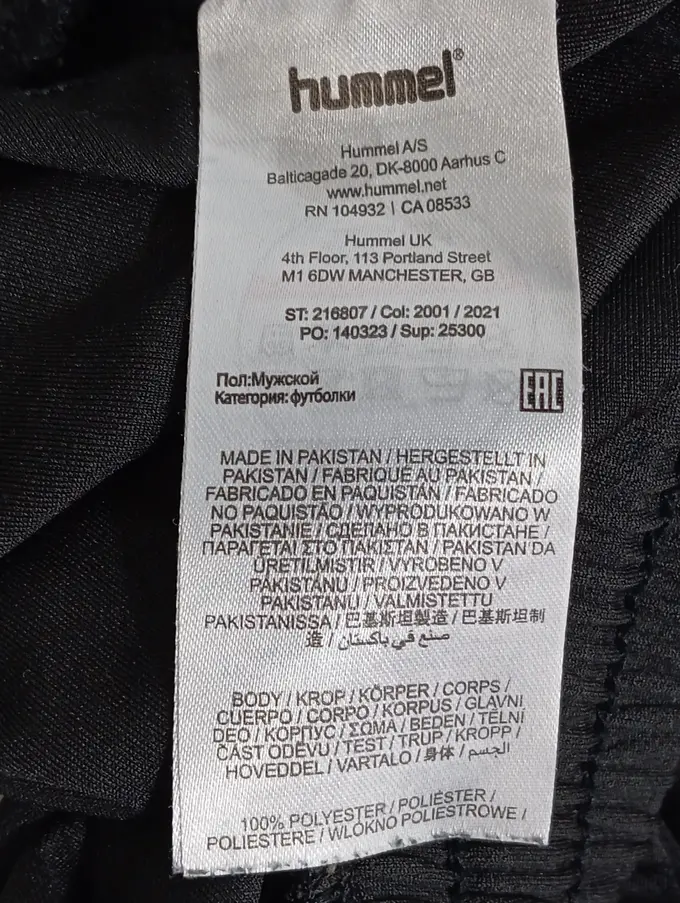 hummel®
Hummel A/S
Balticagade 20, DK-8000 Aarhus C
www.hummel.net
RN 104932 | CA 08533
Hummel UK
4th Floor, 113 Portland Street
M1 6DW MANCHESTER, GB
ST: 216807 / Col: 2001 / 2021
PO: 140323 / Sup: 25300
Пол:Мужской
Категория: футболки
EAC
MADE IN PAKISTAN / HERGESTELLT IN
PAKISTAN / FABRIQUÉ AU PAKISTAN /
FABRICADO EN PAQUISTÁN / FABRICADO
NO PAQUISTÃO / WYPRODUKOWANO W
PAKISTANIE / СДЕЛАНО В ПАКИСТАНЕ /
ΠΑΡΑΓΕΤΑΙ ΣΤΟ ΠΑΚΙΣΤΑΝ / PAKISTAN'DA
ÜRETILMISTIR / VYROBENO V
PÁKISTÁNU / PROIZVEDENO V
PAKISTANU / VALMISTETTU
PAKISTANISSA / 巴基斯坦製造 / 巴基斯坦制
造 / صنع في باكستان
BODY / KROP / KÖRPER / CORPS /
CUERPO / CORPO / KORPUS / GLAVNI
DEO / КОРПУС / ΣΩΜΑ / BEDEN / TĚLNÍ
ČÁST ODĚVU / TEST / TRUP / KROPP /
HOVEDDEL / VARTALO / 身体 / الجسم
100% POLYESTER / POLIÉSTER /
POLIESTERE / WLÓKNO POLIESTROWE /